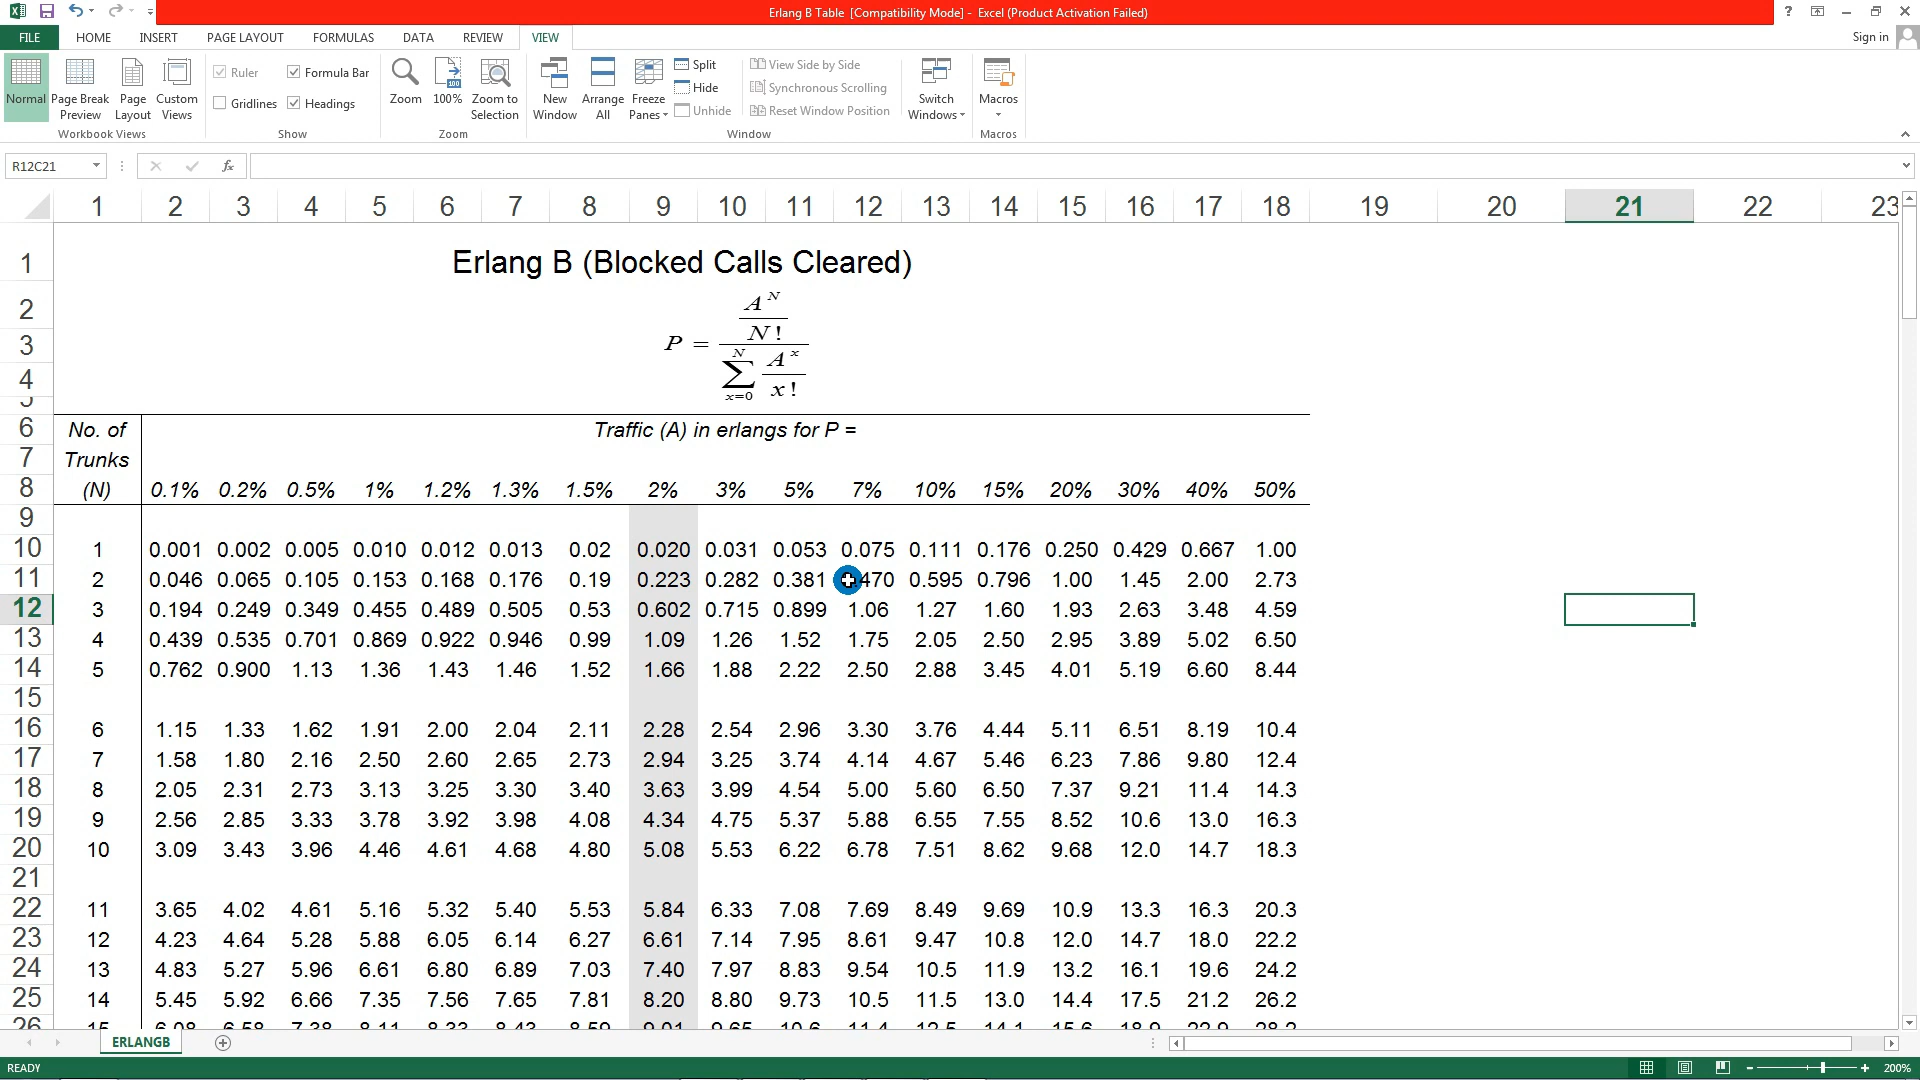 Erlang B Table [Compatibility Mode] - Excel (Product Activation Failed)
FILE HOME INSERT PAGE LAYOUT FORMULAS DATA REVIEW VIEW Sign in
Normal Page Break Preview Page Layout Custom Views
Workbook Views
Ruler Formula Bar
Gridlines Headings
Show
Zoom 100% Zoom to Selection
Zoom
New Window Arrange All Freeze Panes
Split
Hide
Unhide
View Side by Side
Synchronous Scrolling
Reset Window Position
Window
Switch Windows
Macros
Macros
R12C21 fx
1 2 3 4 5 6 7 8 9 10 11 12 13 14 15 16 17 18 19 20 21 22 23
1 Erlang B (Blocked Calls Cleared)
2 A^N
3 P = N!
4 N ∑ x=0 A^x x!
5
6 No. of Traffic (A) in erlangs for P =
7 Trunks
8 (N) 0.1% 0.2% 0.5% 1% 1.2% 1.3% 1.5% 2% 3% 5% 7% 10% 15% 20% 30% 40% 50%
9
10 1 0.001 0.002 0.005 0.010 0.012 0.013 0.02 0.020 0.031 0.053 0.075 0.111 0.176 0.250 0.429 0.667 1.00
11 2 0.046 0.065 0.105 0.153 0.168 0.176 0.19 0.223 0.282 0.381 470 0.595 0.796 1.00 1.45 2.00 2.73
12 3 0.194 0.249 0.349 0.455 0.489 0.505 0.53 0.602 0.715 0.899 1.06 1.27 1.60 1.93 2.63 3.48 4.59
13 4 0.439 0.535 0.701 0.869 0.922 0.946 0.99 1.09 1.26 1.52 1.75 2.05 2.50 2.95 3.89 5.02 6.50
14 5 0.762 0.900 1.13 1.36 1.43 1.46 1.52 1.66 1.88 2.22 2.50 2.88 3.45 4.01 5.19 6.60 8.44
15
16 6 1.15 1.33 1.62 1.91 2.00 2.04 2.11 2.28 2.54 2.96 3.30 3.76 4.44 5.11 6.51 8.19 10.4
17 7 1.58 1.80 2.16 2.50 2.60 2.65 2.73 2.94 3.25 3.74 4.14 4.67 5.46 6.23 7.86 9.80 12.4
18 8 2.05 2.31 2.73 3.13 3.25 3.30 3.40 3.63 3.99 4.54 5.00 5.60 6.50 7.37 9.21 11.4 14.3
19 9 2.56 2.85 3.33 3.78 3.92 3.98 4.08 4.34 4.75 5.37 5.88 6.55 7.55 8.52 10.6 13.0 16.3
20 10 3.09 3.43 3.96 4.46 4.61 4.68 4.80 5.08 5.53 6.22 6.78 7.51 8.62 9.68 12.0 14.7 18.3
21
22 11 3.65 4.02 4.61 5.16 5.32 5.40 5.53 5.84 6.33 7.08 7.69 8.49 9.69 10.9 13.3 16.3 20.3
23 12 4.23 4.64 5.28 5.88 6.05 6.14 6.27 6.61 7.14 7.95 8.61 9.47 10.8 12.0 14.7 18.0 22.2
24 13 4.83 5.27 5.96 6.61 6.80 6.89 7.03 7.40 7.97 8.83 9.54 10.5 11.9 13.2 16.1 19.6 24.2
25 14 5.45 5.92 6.66 7.35 7.56 7.65 7.81 8.20 8.80 9.73 10.5 11.5 13.0 14.4 17.5 21.2 26.2
ERLANGB
READY 200%